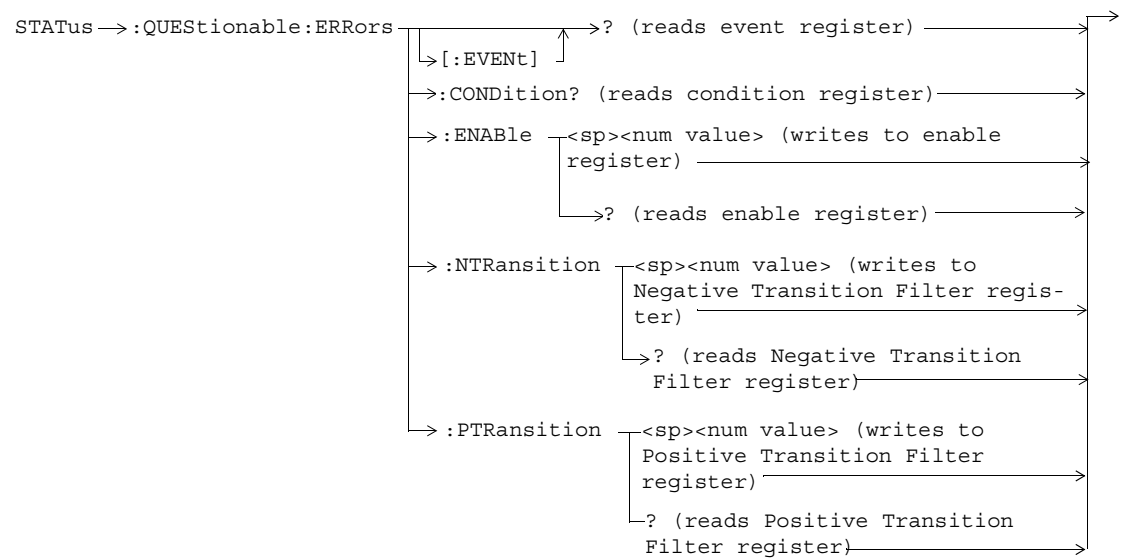 STATus :QUEStionable:ERRors ? (reads event register)
[:EVENt]
:CONDition? (reads condition register)
:ENABle <sp><num value> (writes to enable
register)
? (reads enable register)
:NTRansition <sp><num value> (writes to
Negative Transition Filter regis-
ter)
? (reads Negative Transition
Filter register)
:PTRansition <sp><num value> (writes to
Positive Transition Filter
register)
? (reads Positive Transition
Filter register)